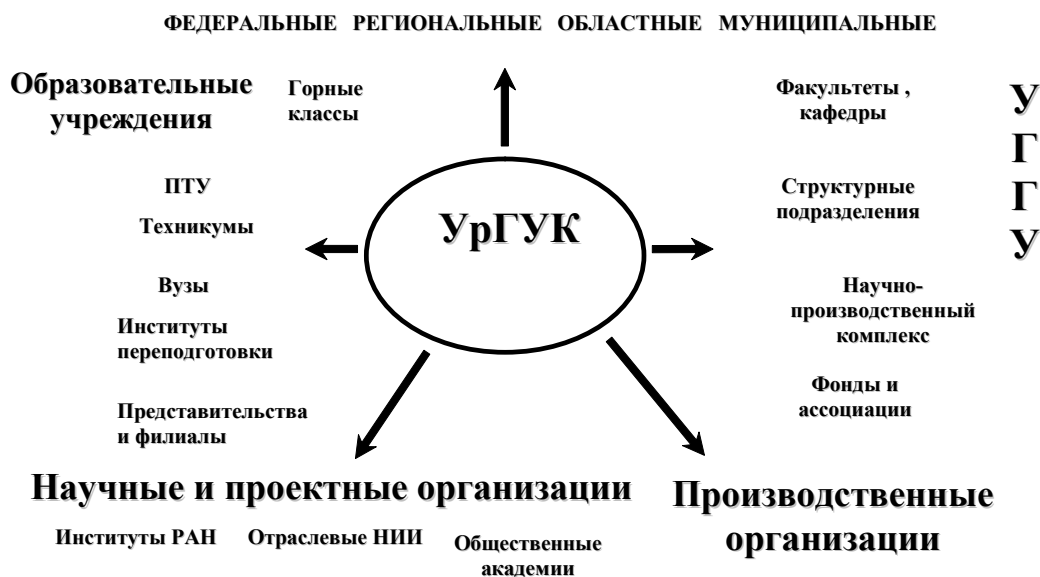 ФЕДЕРАЛЬНЫЕ РЕГИОНАЛЬНЫЕ ОБЛАСТНЫЕ МУНИЦИПАЛЬНЫЕ
Образовательные
учреждения
Горные
классы
ПТУ
Техникумы
Вузы
Институты
переподготовки
Представительства
и филиалы
УрГУК
Факультеты ,
кафедры
Структурные
подразделения
Научно-
производственный
комплекс
Фонды и
ассоциации
У
Г
Г
У
Научные и проектные организации
Институты РАН
Отраслевые НИИ
Общественные
академии
Производственные
организации